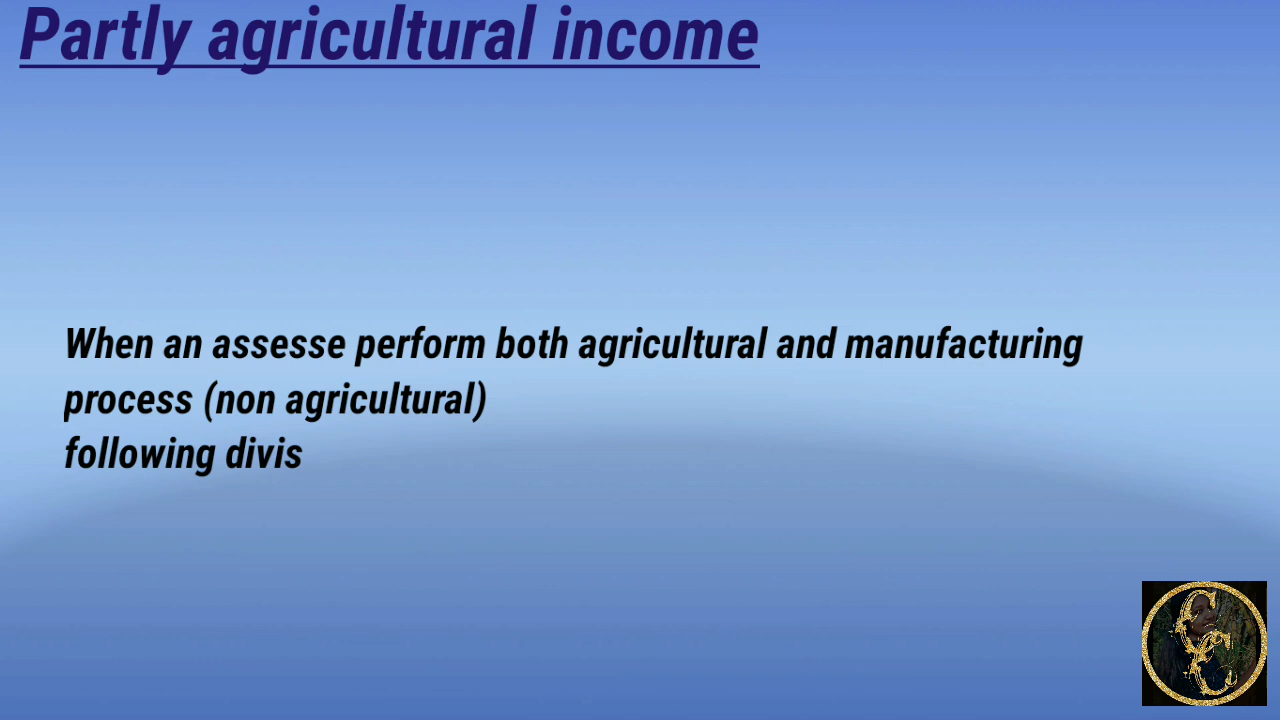 Partly agricultural income
When an assesse perform both agricultural and manufacturing
process (non agricultural)
following divis